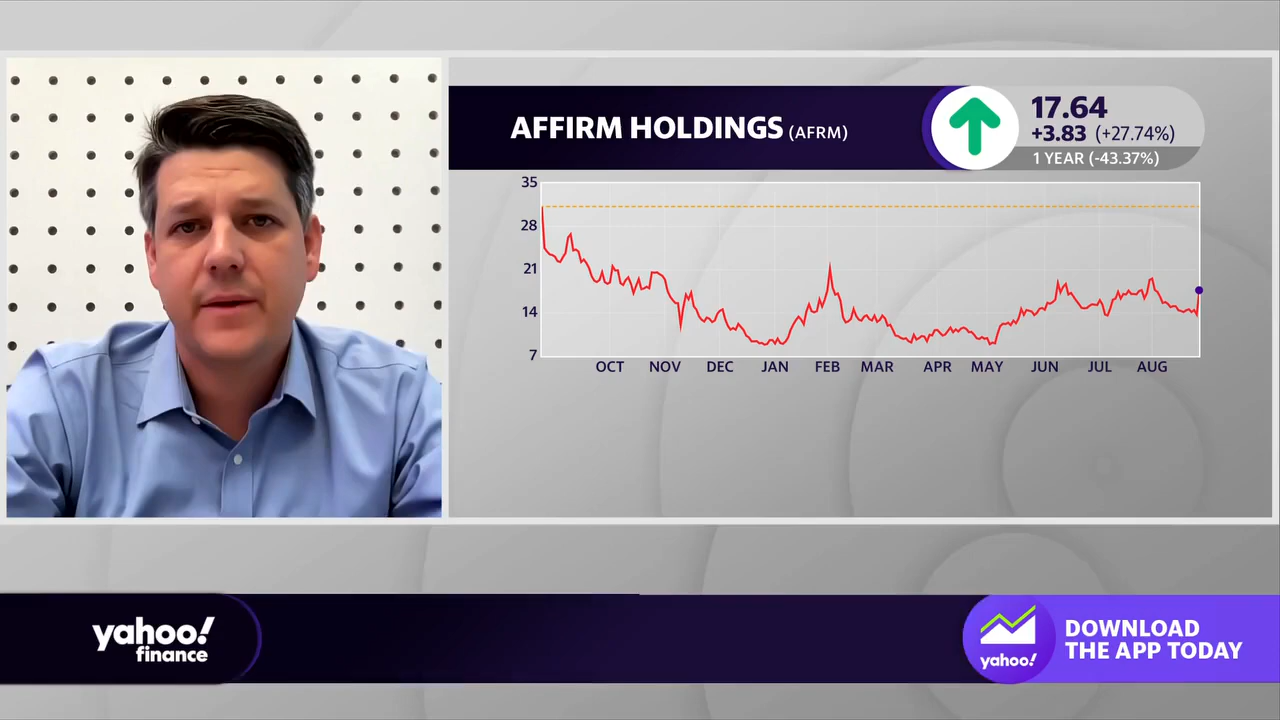 AFFIRM HOLDINGS (AFRM)
17.64
+3.83 (+27.74%)
1 YEAR (-43.37%)
35
28
21
14
7
OCT NOV DEC JAN FEB MAR APR MAY JUN JUL AUG
yahoo!
finance
yahoo!
DOWNLOAD
THE APP TODAY